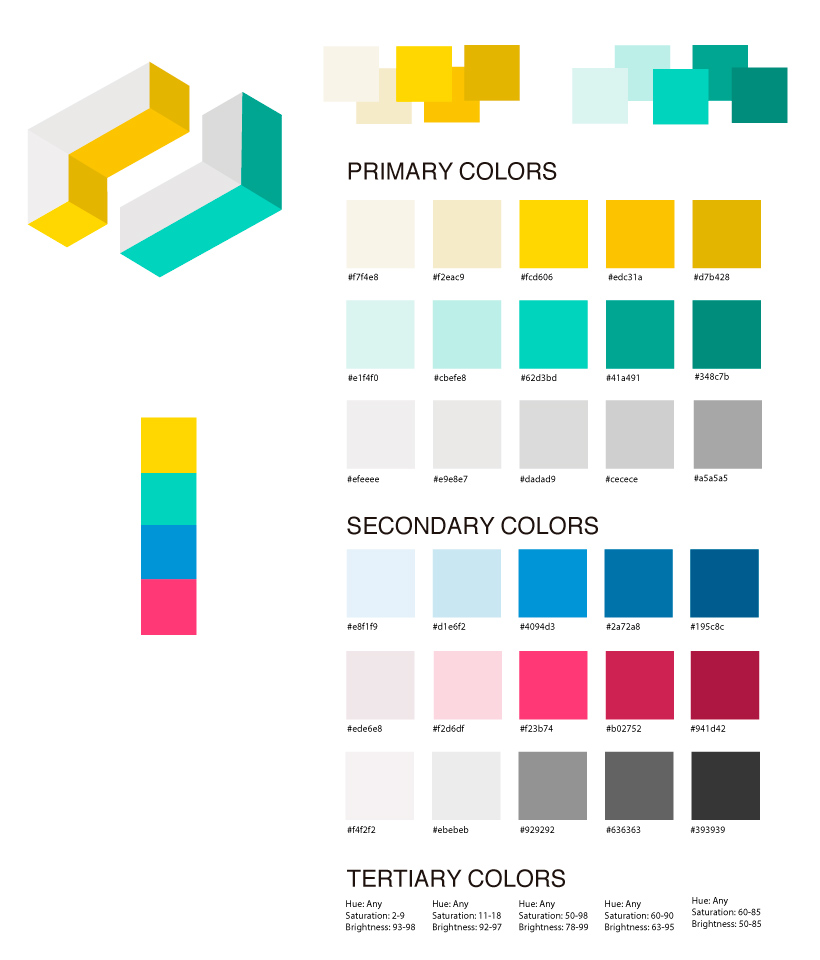 PRIMARY COLORS
#f7f4e8 #f2eac9 #fcd606 #edc31a #d7b428
#e1f4f0 #cbefe8 #62d3bd #41a491 #348c7b
#efeeee #e9e8e7 #dadad9 #cecece #a5a5a5
SECONDARY COLORS
#e8f1f9 #d1e6f2 #4094d3 #2a72a8 #195c8c
#ede6e8 #f2d6df #f23b74 #b02752 #941d42
#f4f2f2 #ebebeb #929292 #636363 #393939
TERTIARY COLORS
Hue: Any Hue: Any Hue: Any Hue: Any Hue: Any
Saturation: 2-9 Saturation: 11-18 Saturation: 50-98 Saturation: 60-90 Saturation: 60-85
Brightness: 93-98 Brightness: 92-97 Brightness: 78-99 Brightness: 63-95 Brightness: 50-85